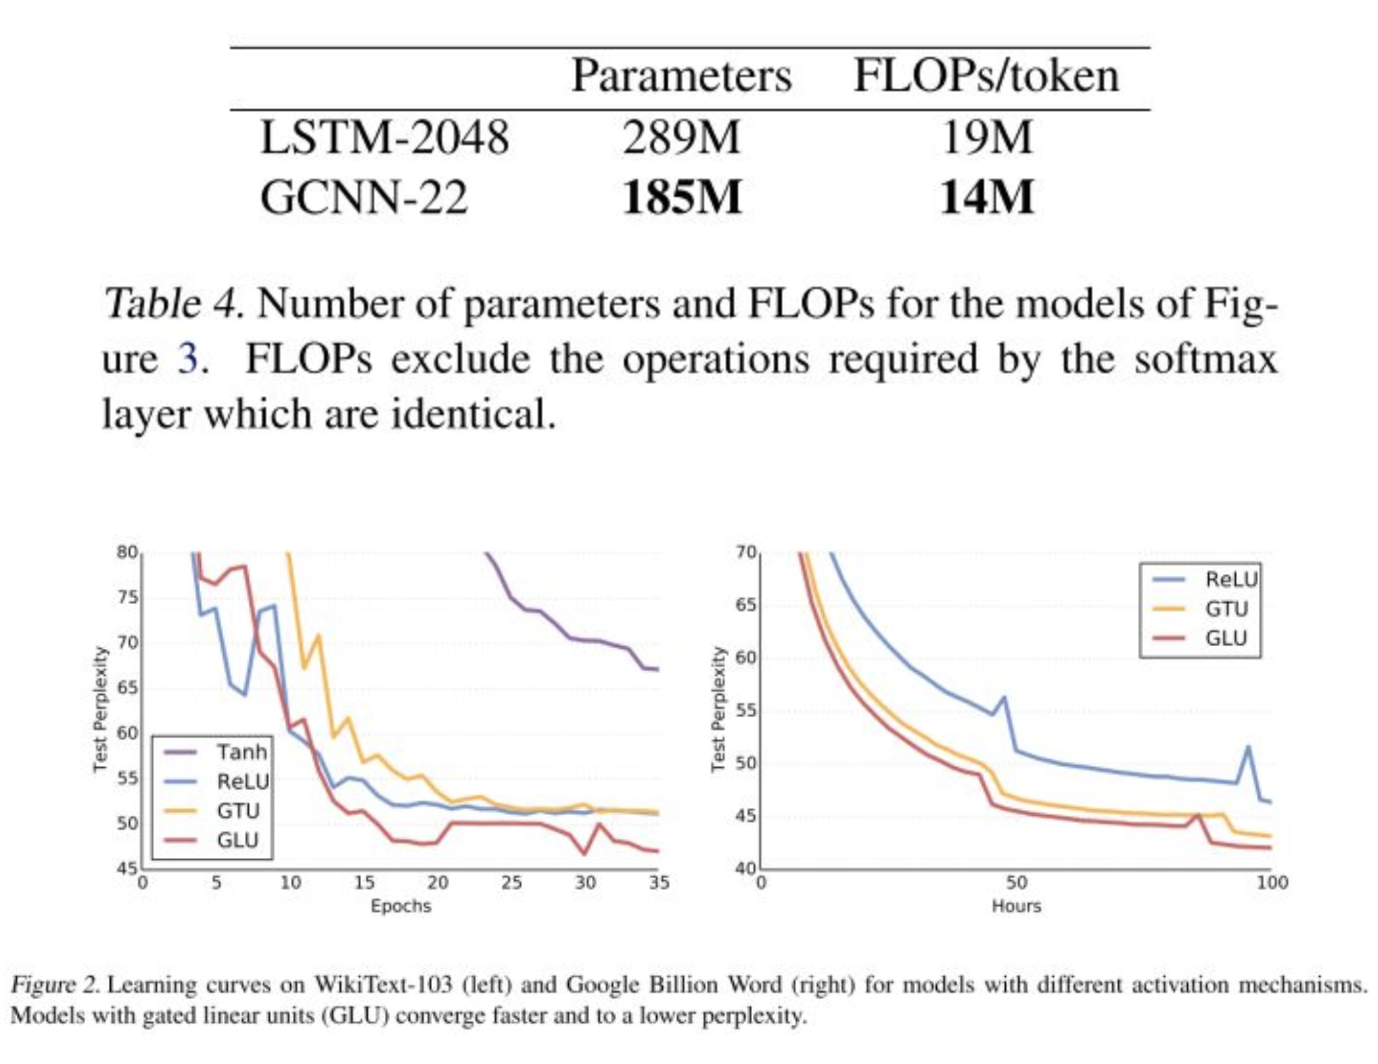 Parameters FLOPs/token
LSTM-2048 289M 19M
GCNN-22 185M 14M
Table 4. Number of parameters and FLOPs for the models of Fig-
ure 3. FLOPs exclude the operations required by the softmax
layer which are identical.
80
75
70
65
60
55
50
45
Test Perplexity
Tanh
ReLU
GTU
GLU
0 5 10 15 20 25 30 35
Epochs
70
65
60
55
50
45
40
Test Perplexity
ReLU
GTU
GLU
0 50 100
Hours
Figure 2. Learning curves on WikiText-103 (left) and Google Billion Word (right) for models with different activation mechanisms.
Models with gated linear units (GLU) converge faster and to a lower perplexity.